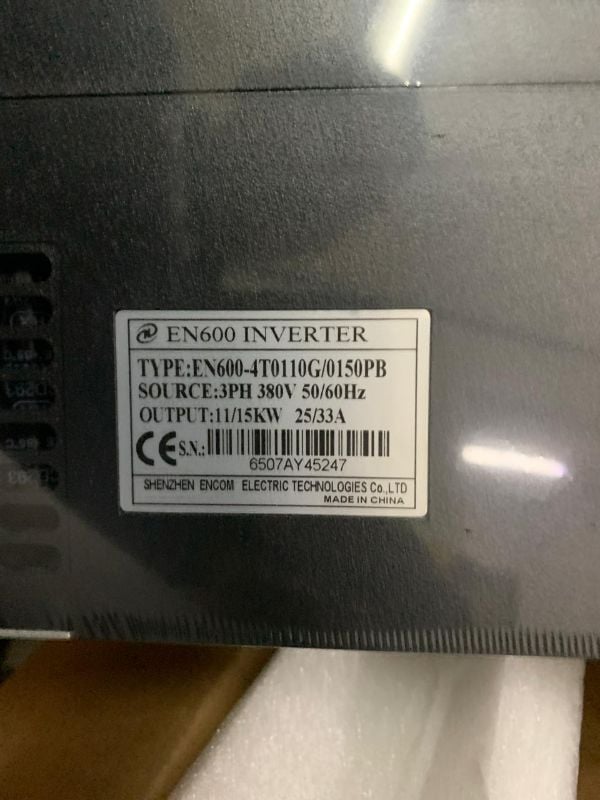 EN600 INVERTER
TYPE:EN600-4T0110G/0150PB
SOURCE:3PH 380V 50/60Hz
OUTPUT:11/15KW 25/33A
CE S.N.:
6507AY45247
SHENZHEN ENCOM ELECTRIC TECHNOLOGIES Co.,LTD
MADE IN CHINA